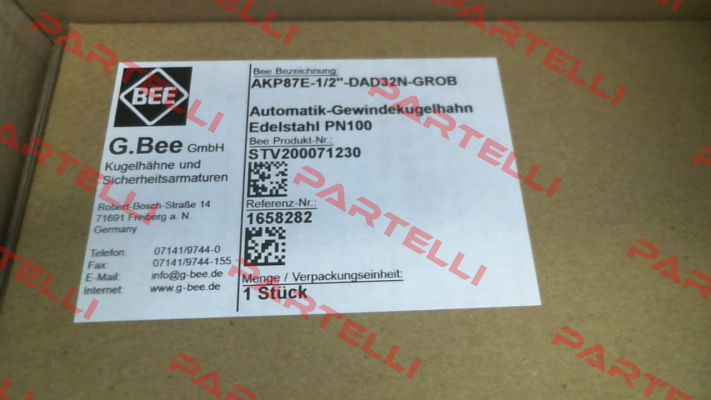 BEE
G.Bee GmbH
Kugelhähne und
Sicherheitsarmaturen
Robert-Bosch-Straße 14
71691 Freiberg a. N.
Germany
Telefon: 07141/9744-0
Fax: 07141/9744-155
E-Mail: info@g-bee.de
Internet: www.g-bee.de
Bee Bezeichnung:
AKP87E-1/2"-DAD32N-GROB
Automatik-Gewindekugelhahn
Edelstahl PN100
Bee Produkt-Nr.:
STV200071230
Referenz-Nr.:
1658282
Menge / Verpackungseinheit:
1 Stück
PARTELLI
PARTELLI
PARTELLI
PARTELLI
PARTELLI
PARTELLI